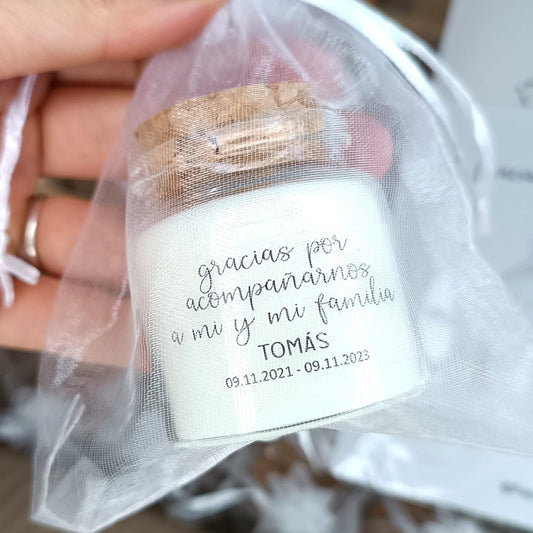 gracias por
acompañarnos
a mi y mi familia
TOMÁS
09.11.2021 - 09.11.2023